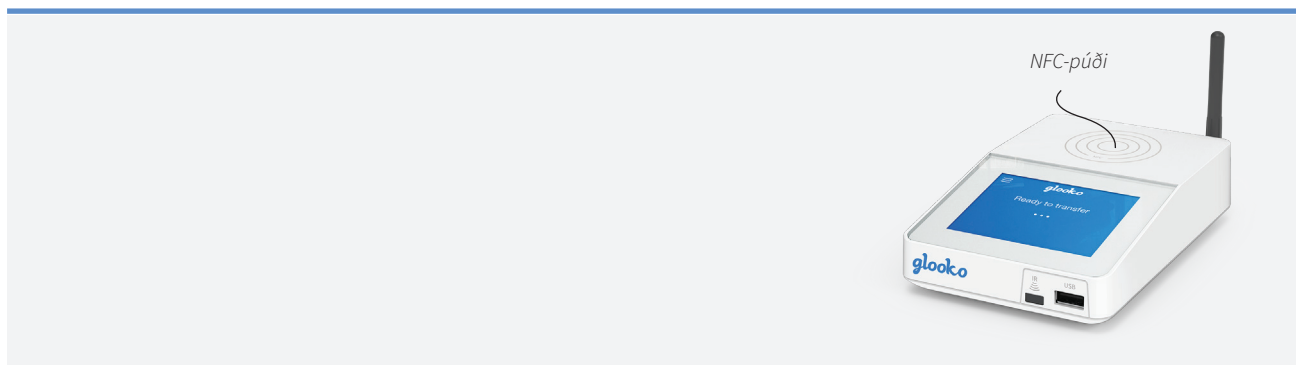 NFC-púði
glooko
Ready to transfer
glooko
IR
USB